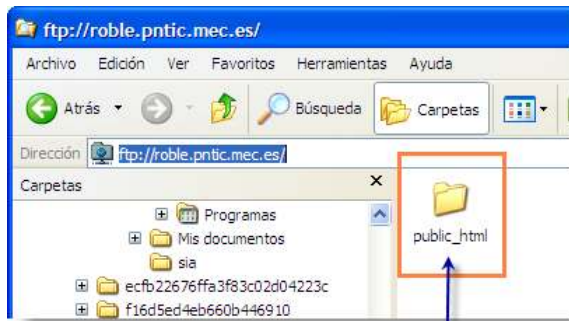 ftp://roble.pntic.mec.es/
Archivo Edición Ver Favoritos Herramientas Ayuda
Atrás Búsqueda Carpetas
Dirección ftp://roble.pntic.mec.es/
Carpetas x
Programas
Mis documentos
sia
ecfb22676ffa3f83c02d04223c
f16d5ed4eb660b446910
public_html